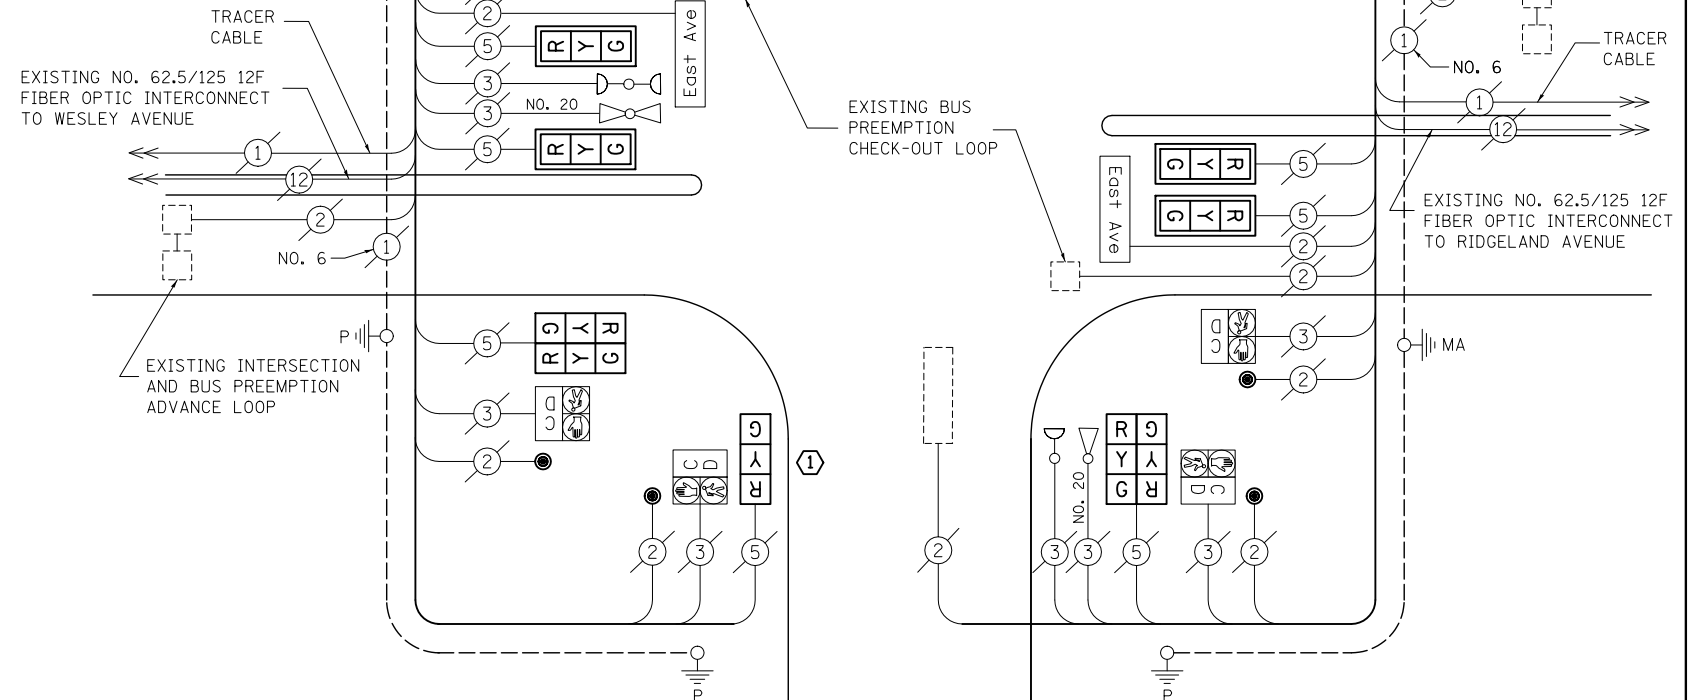 TRACER
CABLE
EXISTING NO. 62.5/125 12F
FIBER OPTIC INTERCONNECT
TO WESLEY AVENUE
1
12
2
1
NO. 6
P
EXISTING INTERSECTION
AND BUS PREEMPTION
ADVANCE LOOP
2
5
R Y G
3
3
NO. 20
5
R Y G
East Ave
5
G Y R
R Y G
3
D
C
2
C D
G
Y
R
1
2
3
5
P
EXISTING BUS
PREEMPTION
CHECK-OUT LOOP
1
NO. 6
TRACER
CABLE
1
12
EXISTING NO. 62.5/125 12F
FIBER OPTIC INTERCONNECT
TO RIDGELAND AVENUE
East Ave
G Y R
5
G Y R
5
2
2
D
C
3
2
MA
NO. 20
R G
Y Y
G R
D C
2
3
3
5
3
2
P